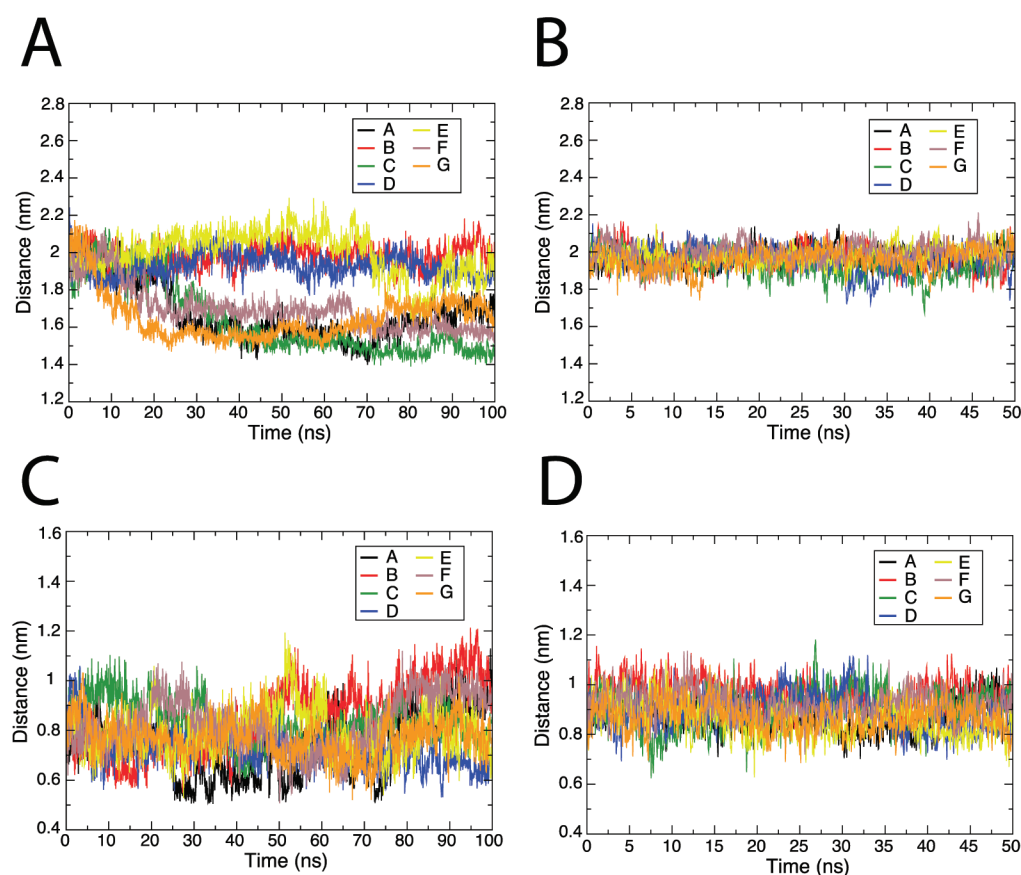 A
2.8
2.6
2.4
2.2
2
1.8
1.6
1.4
1.2
Distance (nm)
A E
B F
C G
D
0 10 20 30 40 50 60 70 80 90 100
Time (ns)
B
2.8
2.6
2.4
2.2
2
1.8
1.6
1.4
1.2
Distance (nm)
A E
B F
C G
D
0 5 10 15 20 25 30 35 40 45 50
Time (ns)
C
1.6
1.4
1.2
1
0.8
0.6
0.4
Distance (nm)
A E
B F
C G
D
0 10 20 30 40 50 60 70 80 90 100
Time (ns)
D
1.6
1.4
1.2
1
0.8
0.6
0.4
Distance (nm)
A E
B F
C G
D
0 5 10 15 20 25 30 35 40 45 50
Time (ns)